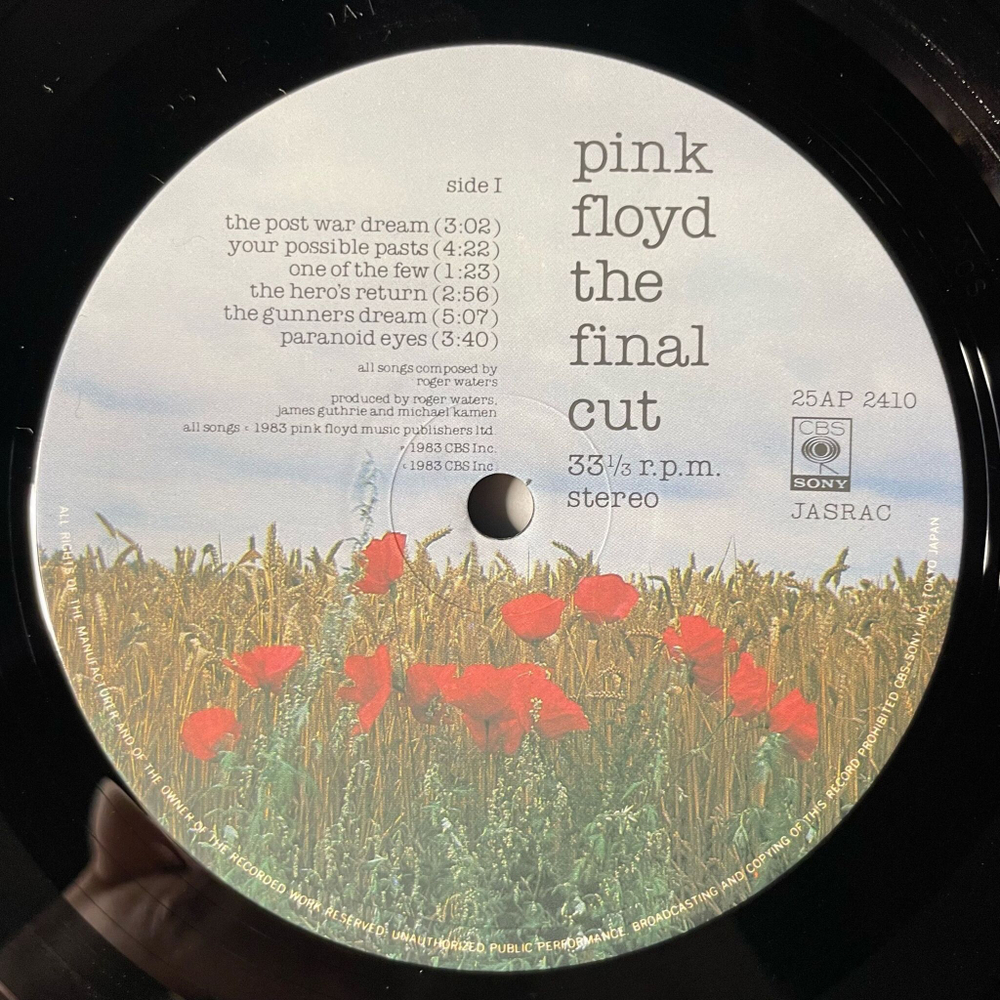 side I
the post war dream (3:02)
your possible pasts (4:22)
one of the few (1:23)
the hero's return (2:56)
the gunners dream (5:07)
paranoid eyes (3:40)
all songs composed by
roger waters
produced by roger waters,
james guthrie and michael kamen
all songs © 1983 pink floyd music publishers ltd.
℗ 1983 CBS Inc.
© 1983 CBS Inc
pink
floyd
the
final
cut
33 1/3 r.p.m.
stereo
25AP 2410
CBS
SONY
JASRAC
ALL RIGHTS OF THE MANUFACTURER AND OF THE OWNER OF THE RECORDED WORK RESERVED. UNAUTHORIZED PUBLIC PERFORMANCE. BROADCASTING AND COPYING OF THIS RECORD PROHIBITED CBS-SONY INC. TOKYO JAPAN